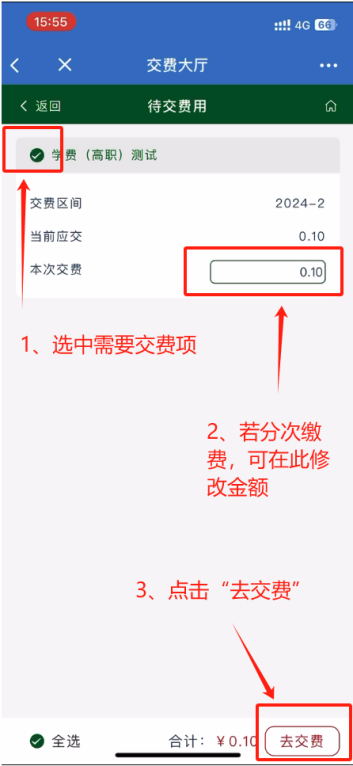 15:55 4G 66
交费大厅
返回 待交费用
学费（高职）测试
交费区间 2024-2
当前应交 0.10
本次交费 0.10
1、选中需要交费项
2、若分次缴
费，可在此修
改金额
3、点击“去交费”
全选 合计：￥0.10 去交费